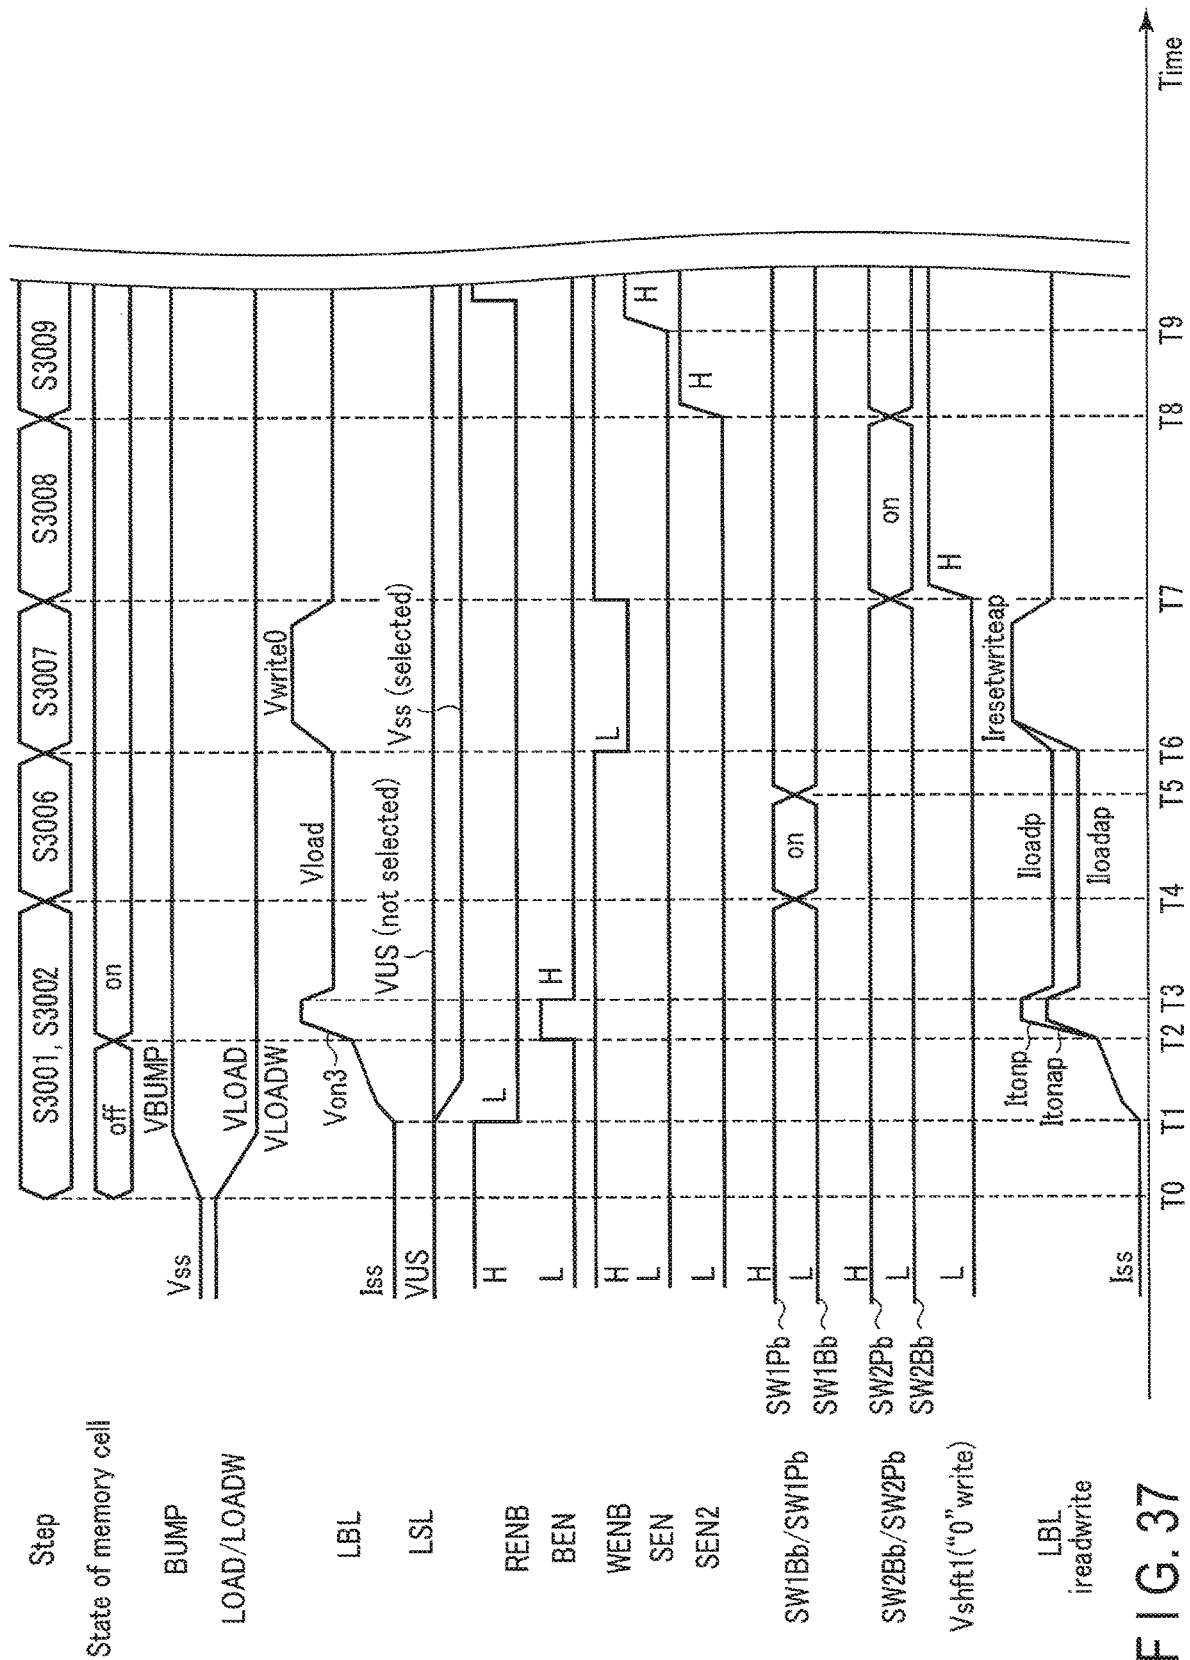 Step
S3001, S3002
S3006
S3007
S3008
S3009
State of memory cell
off
on
BUMP
Vss
VBUMP
LOAD/LOADW
VLOAD
VLOADW
LBL
Iss
Von3
Vload
Vwrite0
LSL
VUS
VUS (not selected)
Vss (selected)
RENB
H
L
BEN
L
H
WENB
H
L
SEN
L
H
SEN2
L
H
SW1Bb/SW1Pb
SW1Pb
H
SW1Bb
L
on
SW2Bb/SW2Pb
SW2Pb
H
SW2Bb
L
on
Vshft1("0"write)
L
H
LBL
ireadwrite
Iss
Itonp
Itonap
Iloadp
Iloadap
Iresetwriteap
T0
T1
T2
T3
T4
T5
T6
T7
T8
T9
Time
FIG. 37